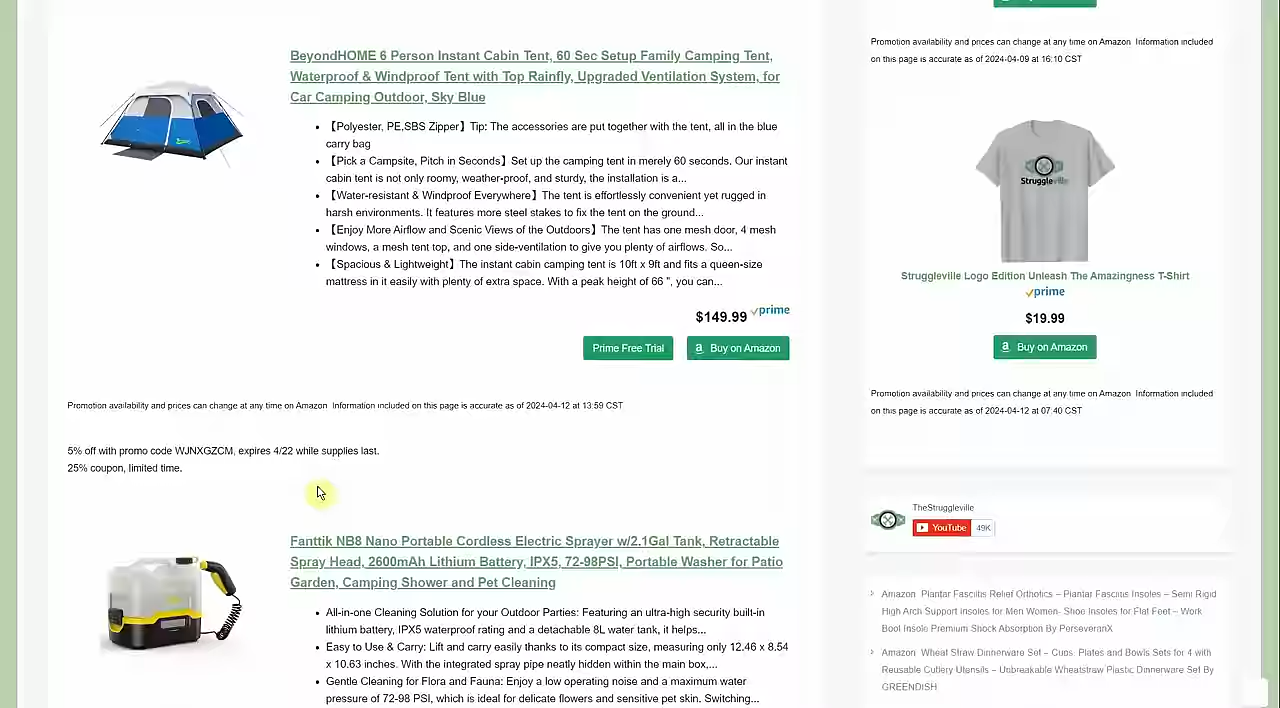 BeyondHOME 6 Person Instant Cabin Tent, 60 Sec Setup Family Camping Tent,
Waterproof & Windproof Tent with Top Rainfly, Upgraded Ventilation System, for
Car Camping Outdoor, Sky Blue
【Polyester, PE,SBS Zipper】Tip: The accessories are put together with the tent, all in the blue
carry bag
【Pick a Campsite, Pitch in Seconds】Set up the camping tent in merely 60 seconds. Our instant
cabin tent is not only roomy, weather-proof, and sturdy, the installation is a...
【Water-resistant & Windproof Everywhere】The tent is effortlessly convenient yet rugged in
harsh environments. It features more steel stakes to fix the tent on the ground...
【Enjoy More Airflow and Scenic Views of the Outdoors】The tent has one mesh door, 4 mesh
windows, a mesh tent top, and one side-ventilation to give you plenty of airflows. So...
【Spacious & Lightweight】The instant cabin camping tent is 10ft x 9ft and fits a queen-size
mattress in it easily with plenty of extra space. With a peak height of 66 ", you can...
$149.99 prime
Prime Free Trial
Buy on Amazon
Promotion availability and prices can change at any time on Amazon Information included on this page is accurate as of 2024-04-12 at 13:59 CST
5% off with promo code WJNXGZCM, expires 4/22 while supplies last.
25% coupon, limited time.
Fanttik NB8 Nano Portable Cordless Electric Sprayer w/2.1Gal Tank, Retractable
Spray Head, 2600mAh Lithium Battery, IPX5, 72-98PSI, Portable Washer for Patio
Garden, Camping Shower and Pet Cleaning
All-in-one Cleaning Solution for your Outdoor Parties: Featuring an ultra-high security built-in
lithium battery, IPX5 waterproof rating and a detachable 8L water tank, it helps...
Easy to Use & Carry: Lift and carry easily thanks to its compact size, measuring only 12.46 x 8.54
x 10.63 inches. With the integrated spray pipe neatly hidden within the main box,...
Gentle Cleaning for Flora and Fauna: Enjoy a low operating noise and a maximum water
pressure of 72-98 PSI, which is ideal for delicate flowers and sensitive pet skin. Switching...
Promotion availability and prices can change at any time on Amazon Information included
on this page is accurate as of 2024-04-09 at 16:10 CST
Struggleville
Struggleville Logo Edition Unleash The Amazingness T-Shirt
prime
$19.99
Buy on Amazon
Promotion availability and prices can change at any time on Amazon Information included
on this page is accurate as of 2024-04-12 at 07:40 CST
TheStruggleville
YouTube 49K
Amazon Plantar Fasciitis Relief Orthotics – Plantar Fasciitis Insoles – Semi Rigid
High Arch Support Insoles for Men Women- Shoe Insoles for Flat Feet – Work
Boot Insole Premium Shock Absorption By PerseveranX
Amazon Wheat Straw Dinnerware Set – Cups, Plates and Bowls Sets for 4 with
Reusable Cutlery Utensils – Unbreakable Wheatstraw Plastic Dinnerware Set By
GREENDISH